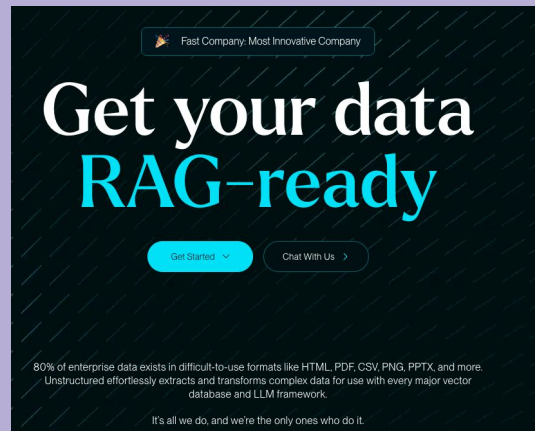 Fast Company: Most Innovative Company
Get your data
RAG-ready
Get Started
Chat With Us
80% of enterprise data exists in difficult-to-use formats like HTML, PDF, CSV, PNG, PPTX, and more.
Unstructured effortlessly extracts and transforms complex data for use with every major vector
database and LLM framework.
It's all we do, and we're the only ones who do it.